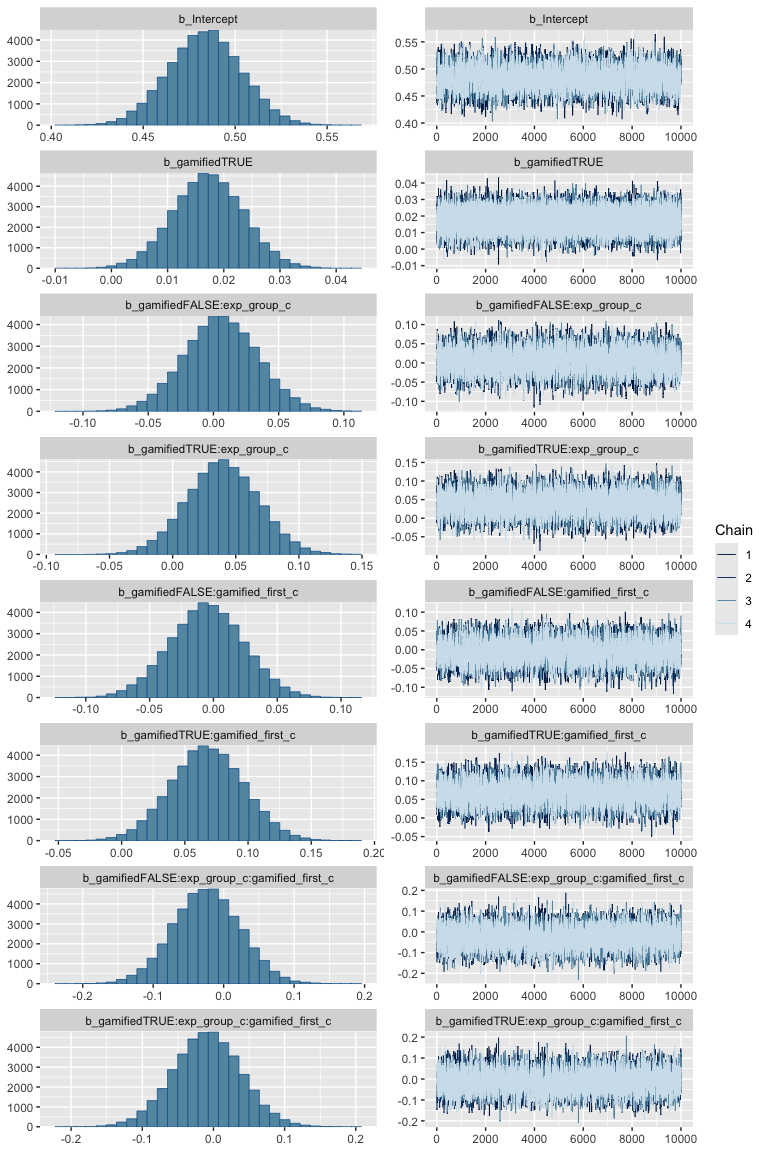 b_Intercept
4000
3000
2000
1000
0
0.40 0.45 0.50 0.55
b_Intercept
0.55
0.50
0.45
0.40
0 2000 4000 6000 8000 10000
b_gamifiedTRUE
4000
3000
2000
1000
0
-0.01 0.00 0.01 0.02 0.03 0.04
b_gamifiedTRUE
0.04
0.03
0.02
0.01
0.00
-0.01
0 2000 4000 6000 8000 10000
b_gamifiedFALSE:exp_group_c
4000
3000
2000
1000
0
-0.10 -0.05 0.00 0.05 0.10
b_gamifiedFALSE:exp_group_c
0.10
0.05
0.00
-0.05
-0.10
0 2000 4000 6000 8000 10000
b_gamifiedTRUE:exp_group_c
4000
3000
2000
1000
0
-0.10 -0.05 0.00 0.05 0.10 0.15
b_gamifiedTRUE:exp_group_c
0.15
0.10
0.05
0.00
-0.05
0 2000 4000 6000 8000 10000
b_gamifiedFALSE:gamified_first_c
4000
3000
2000
1000
0
-0.10 -0.05 0.00 0.05 0.10
b_gamifiedFALSE:gamified_first_c
0.10
0.05
0.00
-0.05
-0.10
0 2000 4000 6000 8000 10000
b_gamifiedTRUE:gamified_first_c
4000
3000
2000
1000
0
-0.05 0.00 0.05 0.10 0.15 0.20
b_gamifiedTRUE:gamified_first_c
0.15
0.10
0.05
0.00
-0.05
0 2000 4000 6000 8000 10000
b_gamifiedFALSE:exp_group_c:gamified_first_c
4000
3000
2000
1000
0
-0.2 -0.1 0.0 0.1 0.2
b_gamifiedFALSE:exp_group_c:gamified_first_c
0.2
0.1
0.0
-0.1
-0.2
0 2000 4000 6000 8000 10000
b_gamifiedTRUE:exp_group_c:gamified_first_c
4000
3000
2000
1000
0
-0.2 -0.1 0.0 0.1 0.2
b_gamifiedTRUE:exp_group_c:gamified_first_c
0.2
0.1
0.0
-0.1
-0.2
0 2000 4000 6000 8000 10000
Chain
1
2
3
4